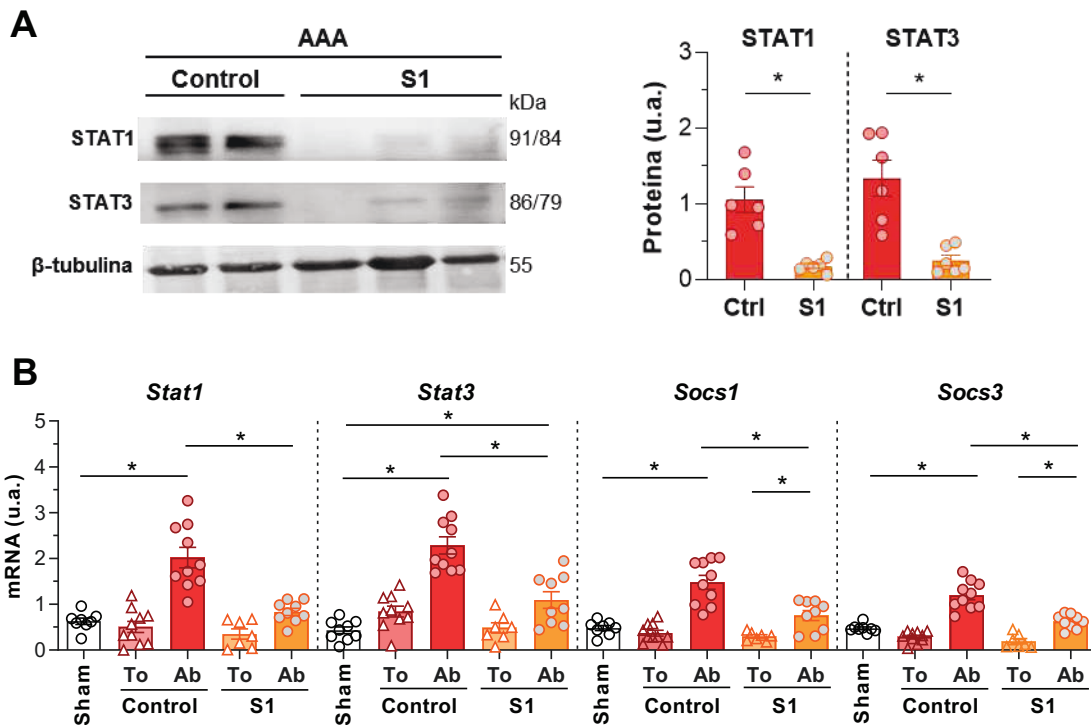 A
AAA
Control S1
kDa
STAT1 91/84
STAT3 86/79
β-tubulina 55
STAT1 STAT3
* *
Proteína (u.a.)
3
2
1
0
Ctrl S1 Ctrl S1
B
Stat1 Stat3 Socs1 Socs3
mRNA (u.a.)
5
4
3
2
1
0
* * * * * * * * * * *
Sham To Ab To Ab Sham To Ab To Ab Sham To Ab To Ab Sham To Ab To Ab
Control S1 Control S1 Control S1 Control S1